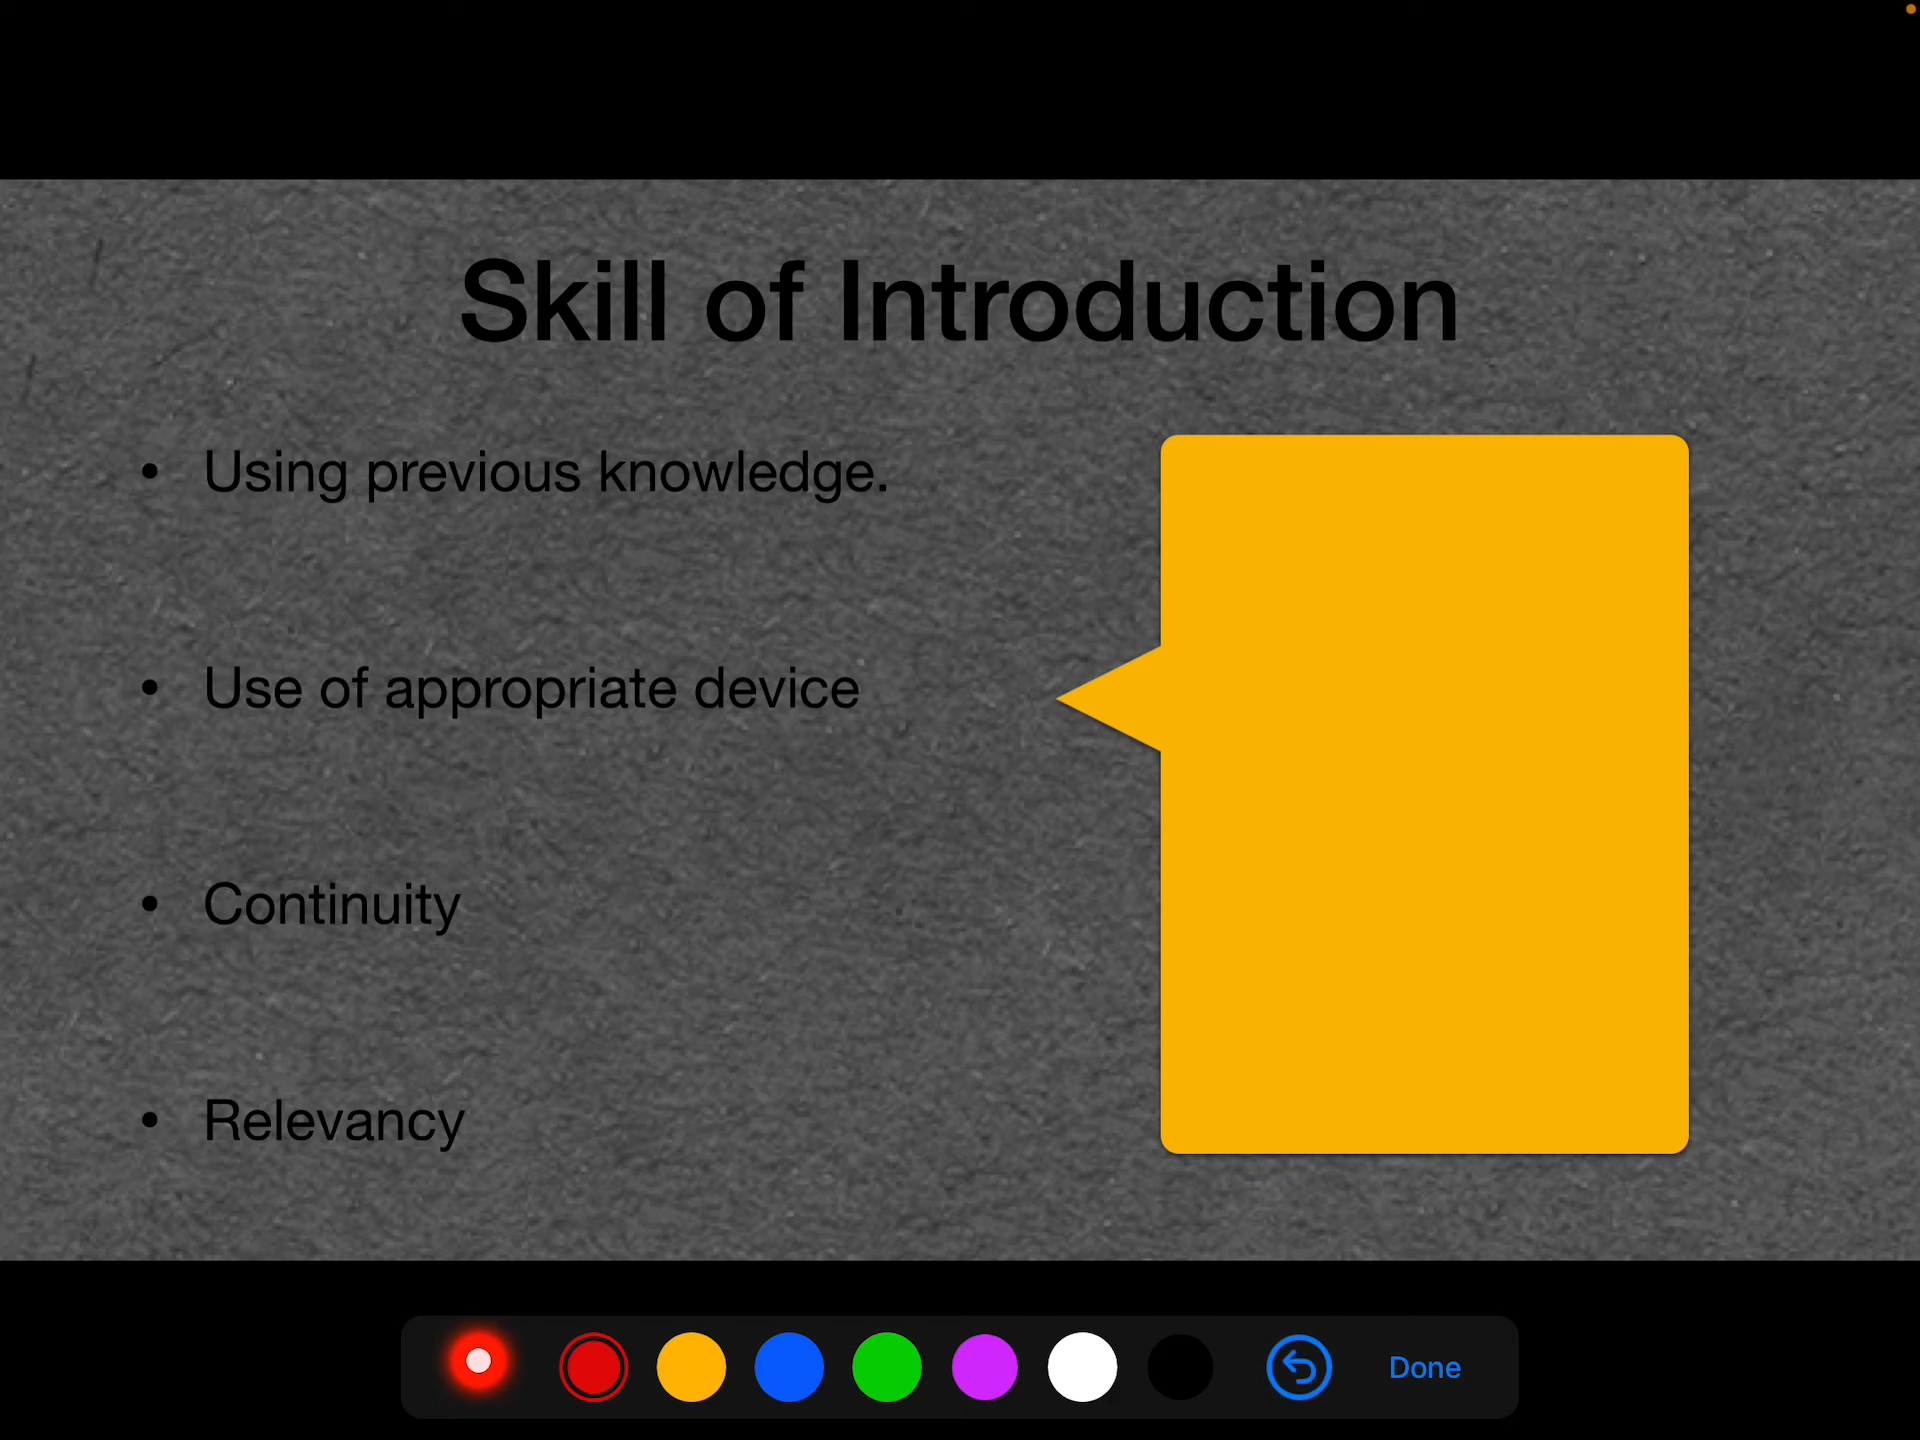 Skill of Introduction
• Using previous knowledge.
• Use of appropriate device
• Continuity
• Relevancy
Done